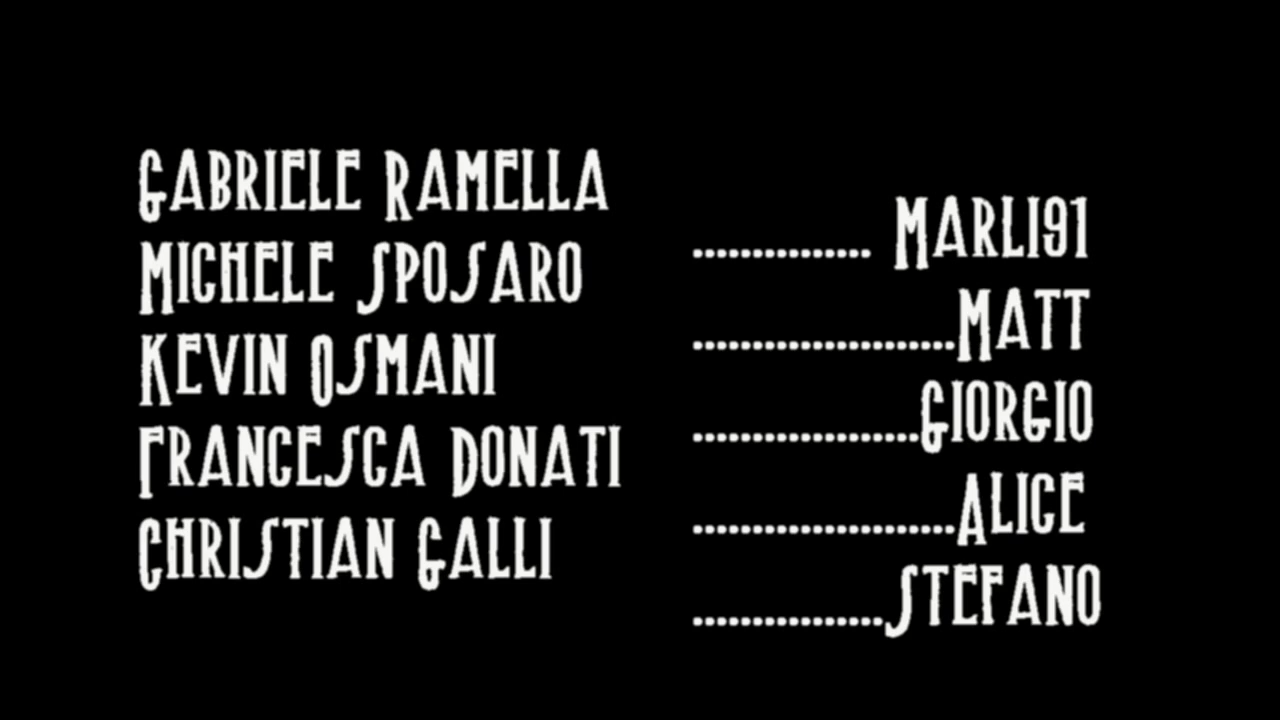 Gabriele Ramella
............... Marli91
Michele Sposaro
......................Matt
Kevin Osmani
...................Giorgio
Francesca Donati
......................Alice
Christian Galli
................Stefano